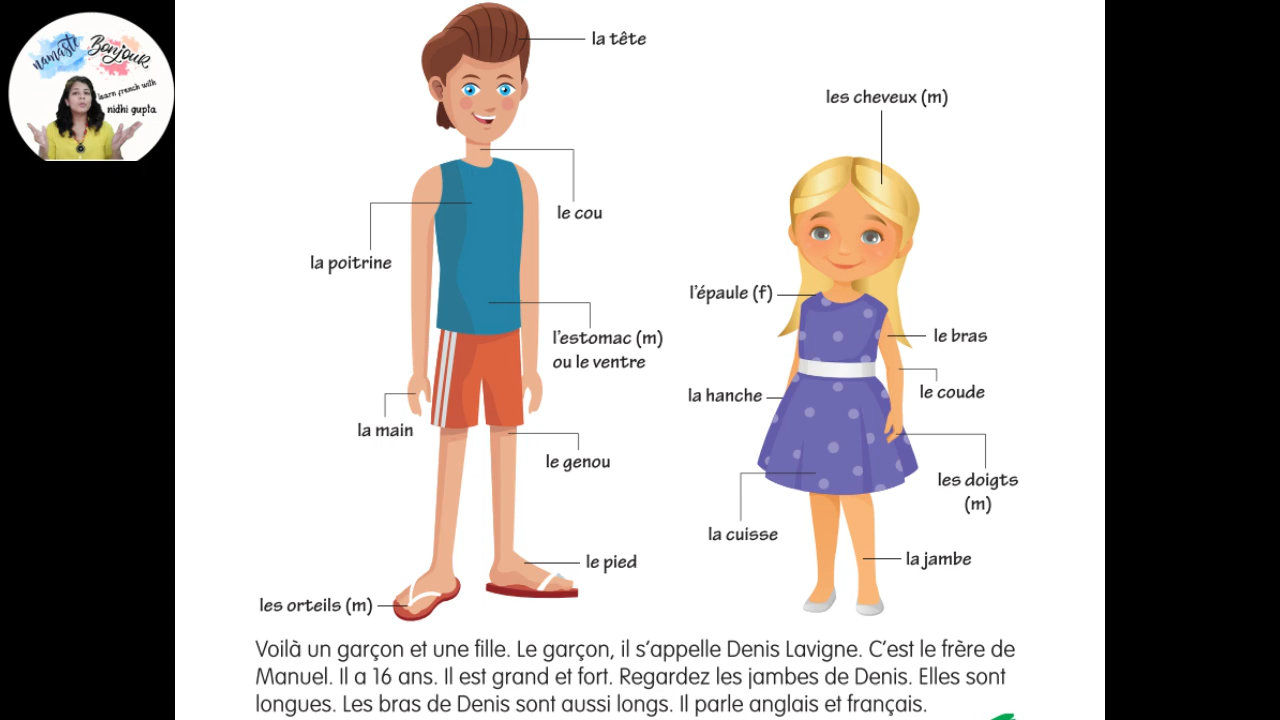 namaste
Bonjour
learn french with
nidhi gupta
la tête
les cheveux (m)
le cou
la poitrine
l'épaule (f)
l'estomac (m)
ou le ventre
le bras
le coude
la hanche
la main
le genou
les doigts
(m)
la cuisse
le pied
la jambe
les orteils (m)
Voilà un garçon et une fille. Le garçon, il s'appelle Denis Lavigne. C'est le frère de
Manuel. Il a 16 ans. Il est grand et fort. Regardez les jambes de Denis. Elles sont
longues. Les bras de Denis sont aussi longs. Il parle anglais et français.